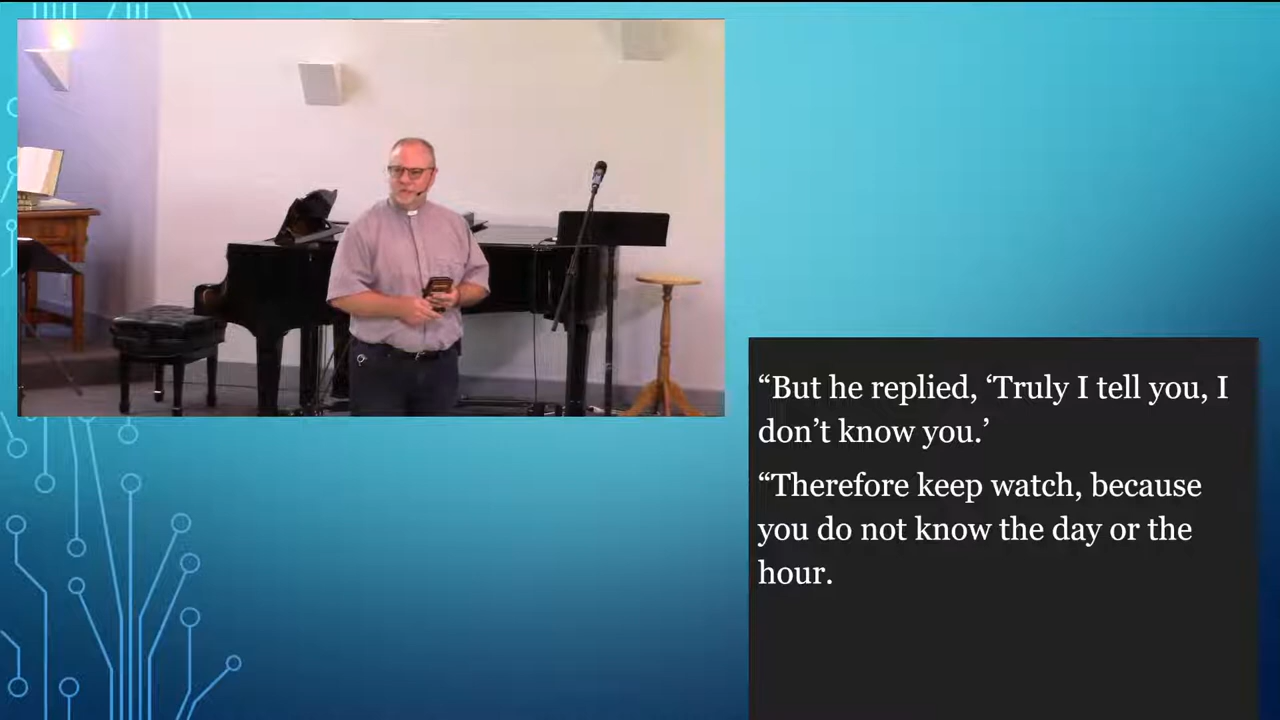 “But he replied, ‘Truly I tell you, I
don’t know you.’
“Therefore keep watch, because
you do not know the day or the
hour.